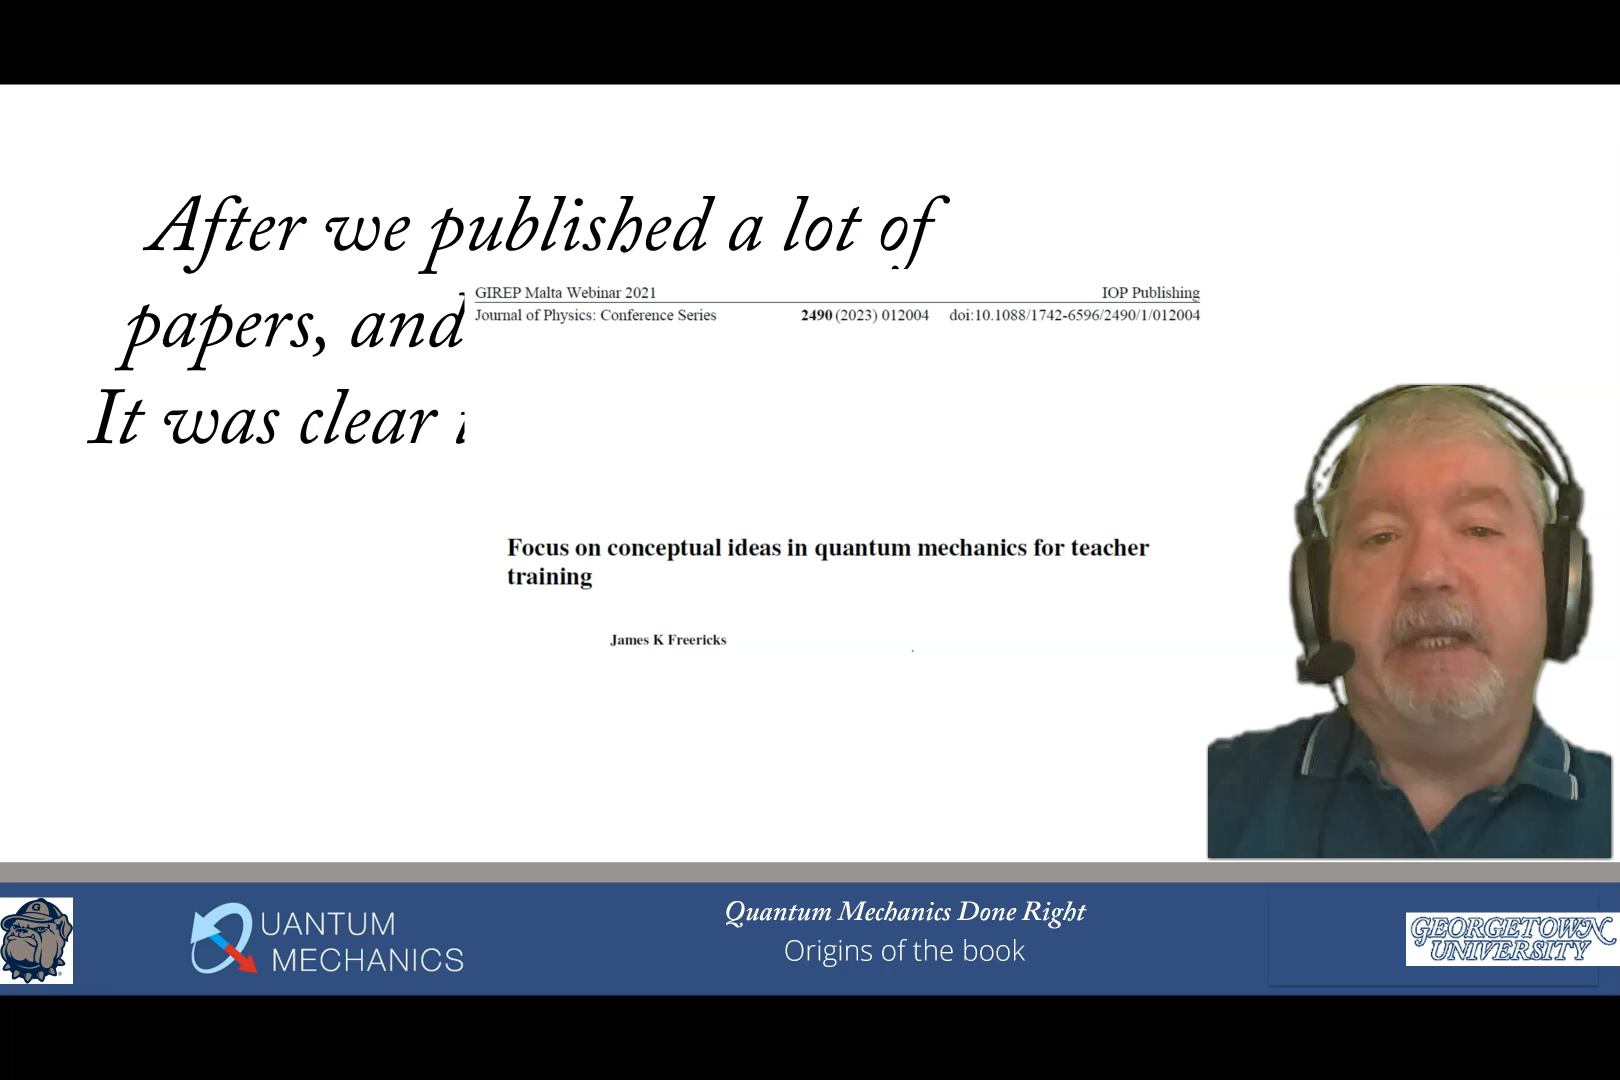 After we published a lot of
papers, and
It was clear
GIREP Malta Webinar 2021 IOP Publishing
Journal of Physics: Conference Series 2490 (2023) 012004 doi:10.1088/1742-6596/2490/1/012004
Focus on conceptual ideas in quantum mechanics for teacher
training
James K Freericks
G
QUANTUM
MECHANICS
Quantum Mechanics Done Right
Origins of the book
GEORGETOWN
UNIVERSITY